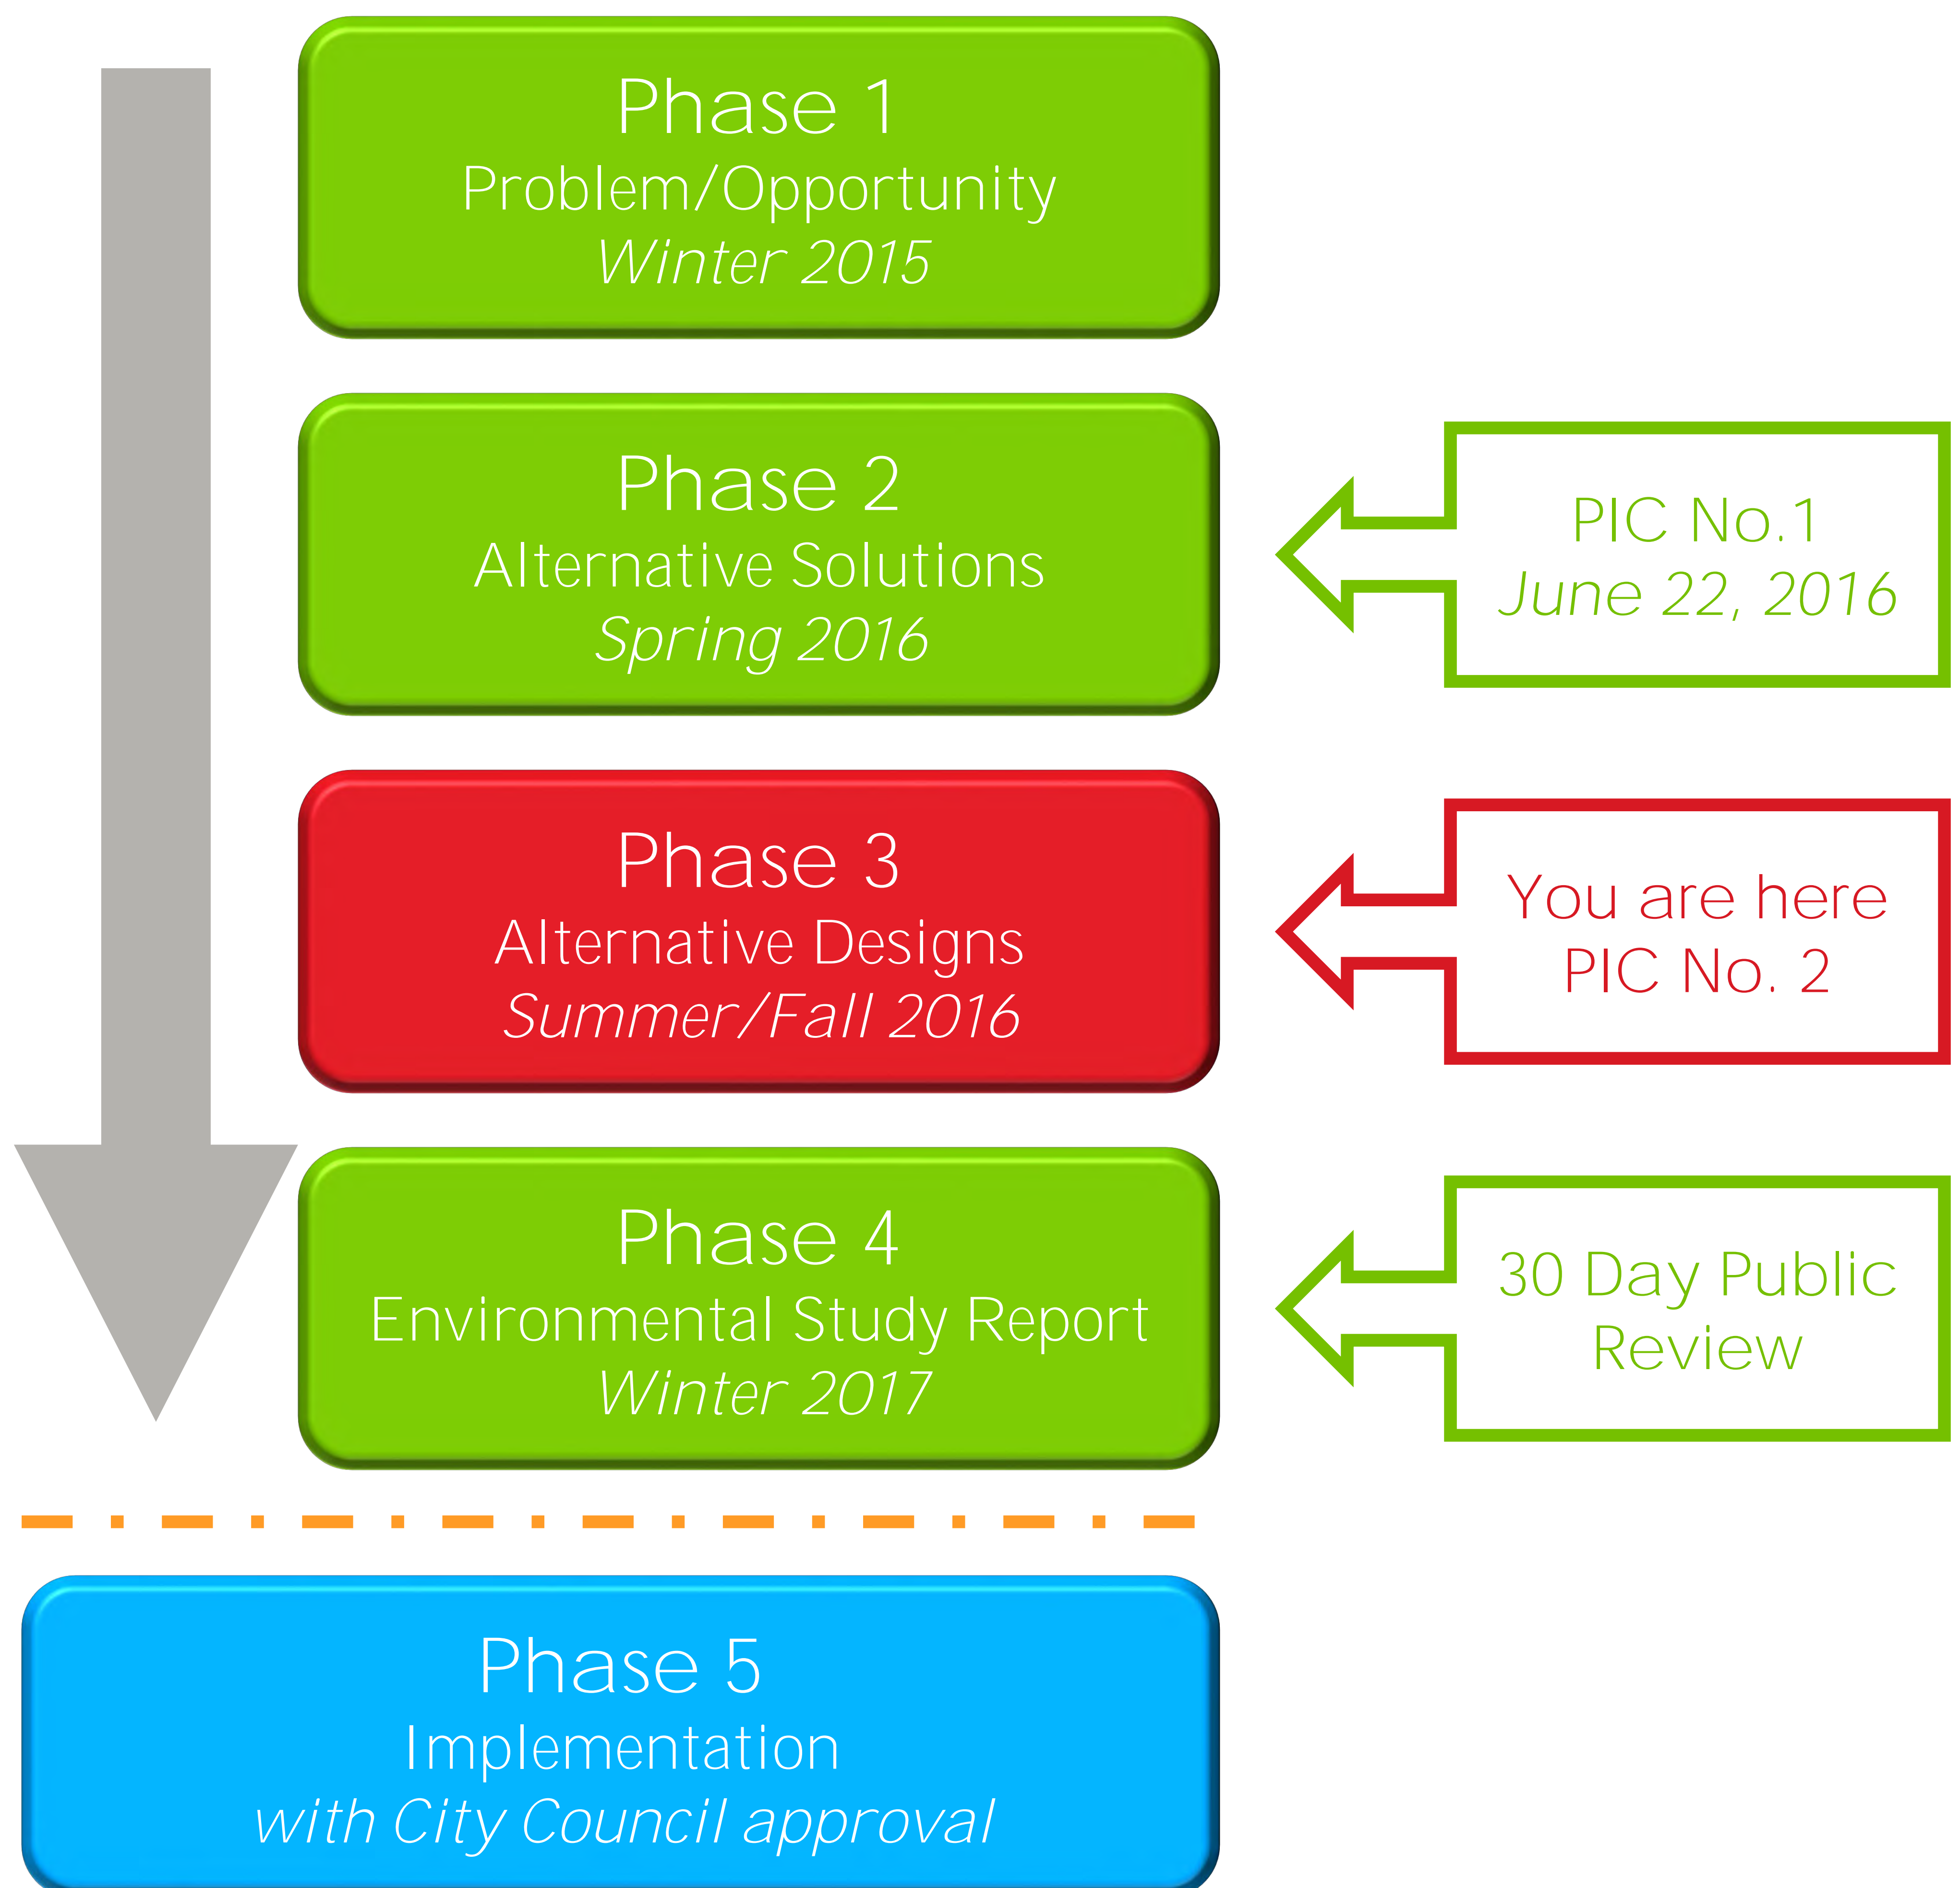 Phase 1
Problem/Opportunity
Winter 2015
Phase 2
Alternative Solutions
Spring 2016
PIC No.1
June 22, 2016
Phase 3
Alternative Designs
Summer/Fall 2016
You are here
PIC No. 2
Phase 4
Environmental Study Report
Winter 2017
30 Day Public
Review
Phase 5
Implementation
with City Council approval